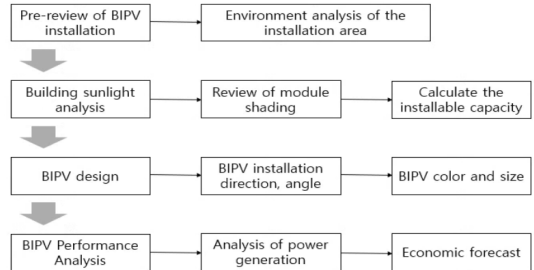 Pre-review of BIPV
installation
Environment analysis of the
installation area
Building sunlight
analysis
Review of module
shading
Calculate the
installable capacity
BIPV design
BIPV installation
direction, angle
BIPV color and size
BIPV Performance
Analysis
Analysis of power
generation
Economic forecast